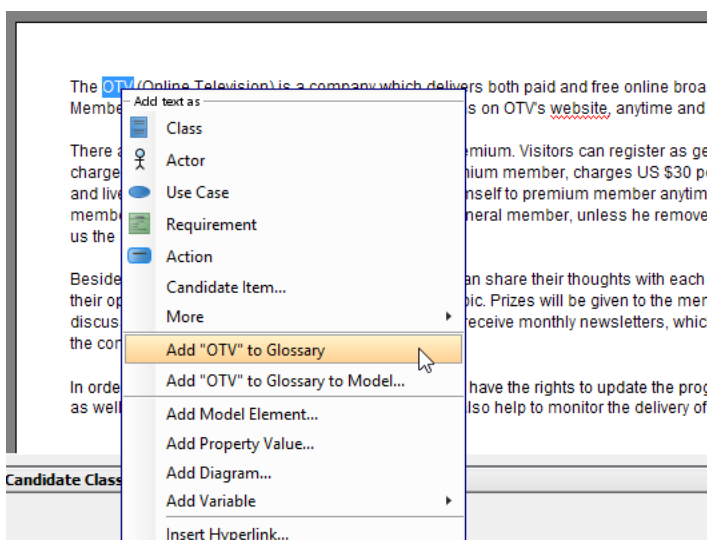 The OTV (Online Television) is a company which delivers both paid and free online broa
Membe s on OTV's website, anytime and
There a emium. Visitors can register as ge
charge nium member, charges US $30 pe
and live nself to premium member anytim
membe neral member, unless he remove
us the
Beside an share their thoughts with each
their op pic. Prizes will be given to the mem
discus receive monthly newsletters, whic
the con
In orde have the rights to update the prog
as well lso help to monitor the delivery of
Add text as
Class
Actor
Use Case
Requirement
Action
Candidate Item...
More
Add "OTV" to Glossary
Add "OTV" to Glossary to Model...
Add Model Element...
Add Property Value...
Add Diagram...
Add Variable
Insert Hyperlink...
Candidate Class